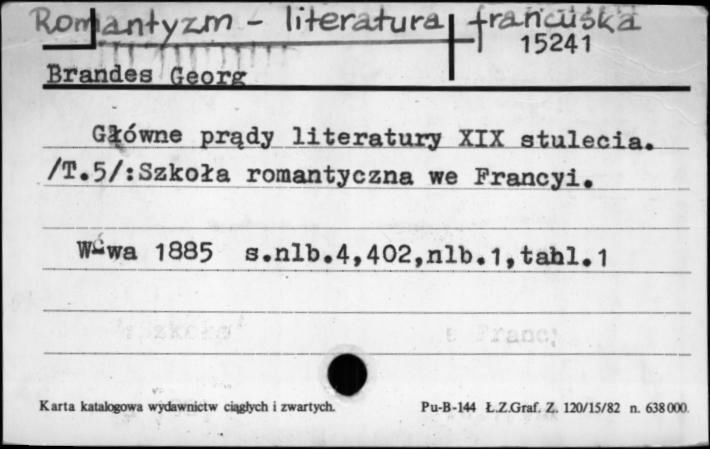 Romantyzm - literatura francuska
15241
Brandes Georg
Główne prądy literatury XIX stulecia.
/T.5/:Szkoła romantyczna we Francyi.
W-wa 1885 s.nlb.4,402,nlb.1,tabl.1
Karta katalogowa wydawnictw ciągłych i zwartych. Pu-B-144 Ł.Z.Graf. Z. 120/15/82 n. 638000.